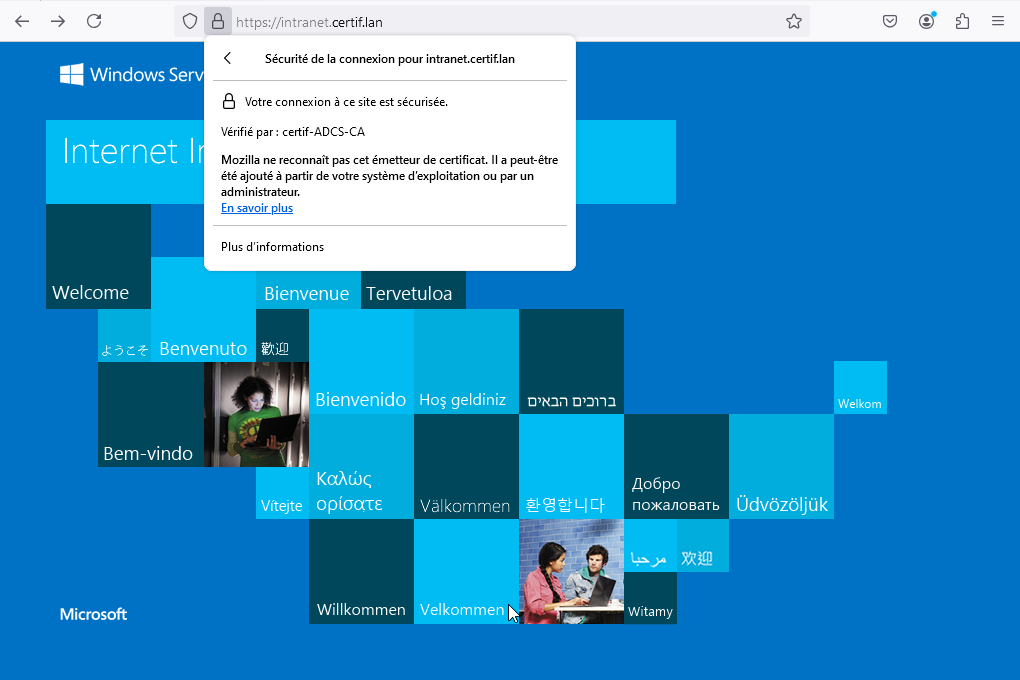 https://intranet.certif.lan
Sécurité de la connexion pour intranet.certif.lan
Votre connexion à ce site est sécurisée.
Vérifié par : certif-ADCS-CA
Mozilla ne reconnaît pas cet émetteur de certificat. Il a peut-être
été ajouté à partir de votre système d'exploitation ou par un
administrateur.
En savoir plus
Plus d'informations
Windows Serv
Internet In
Welcome
Bienvenue
Tervetuloa
ようこそ
Benvenuto
歡迎
Bienvenido
Hoş geldiniz
ברוכים הבאים
Welkom
Bem-vindo
Vítejte
Καλώς
ορίσατε
Välkommen
환영합니다
Добро
пожаловать
Üdvözöljük
مرحبا
欢迎
Microsoft
Willkommen
Velkommen
Witamy